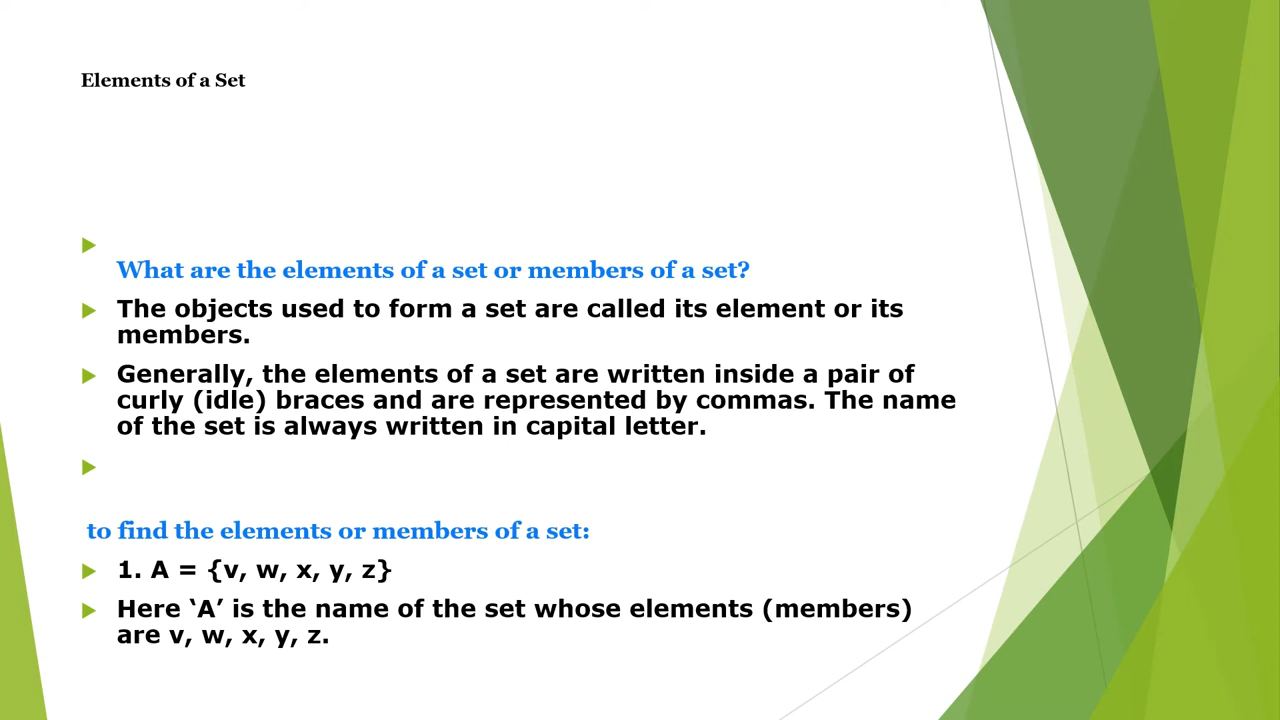 Elements of a Set
What are the elements of a set or members of a set?
The objects used to form a set are called its element or its
members.
Generally, the elements of a set are written inside a pair of
curly (idle) braces and are represented by commas. The name
of the set is always written in capital letter.
to find the elements or members of a set:
1. A = {v, w, x, y, z}
Here ‘A’ is the name of the set whose elements (members)
are v, w, x, y, z.